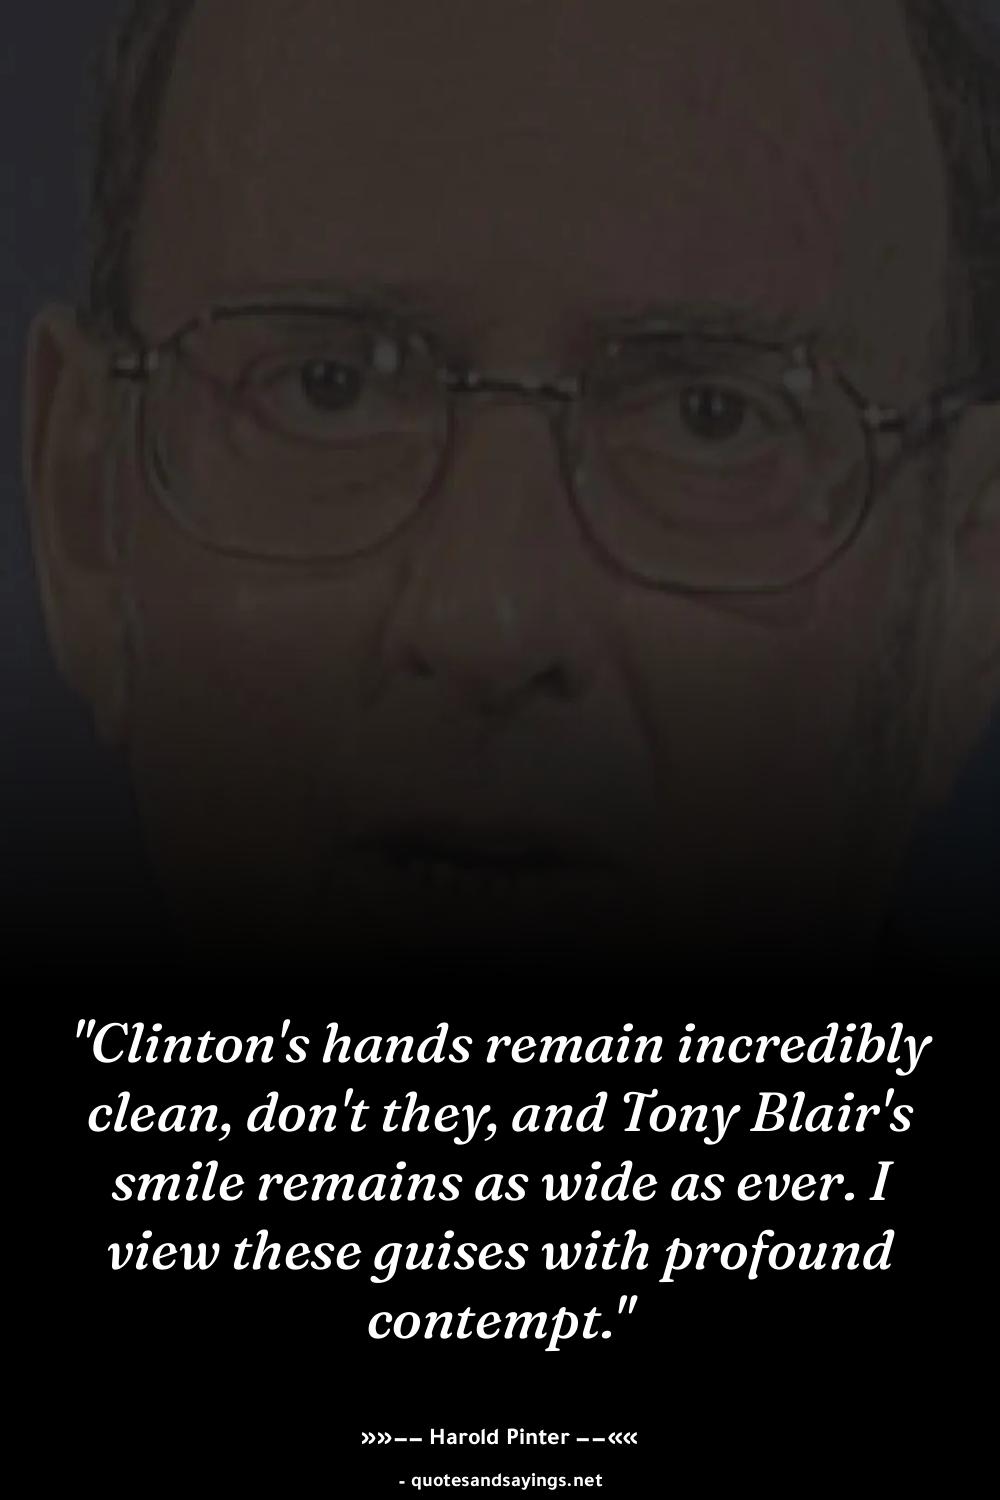 "Clinton's hands remain incredibly
clean, don't they, and Tony Blair's
smile remains as wide as ever. I
view these guises with profound
contempt."
»»−− Harold Pinter −−««
- quotesandsayings.net